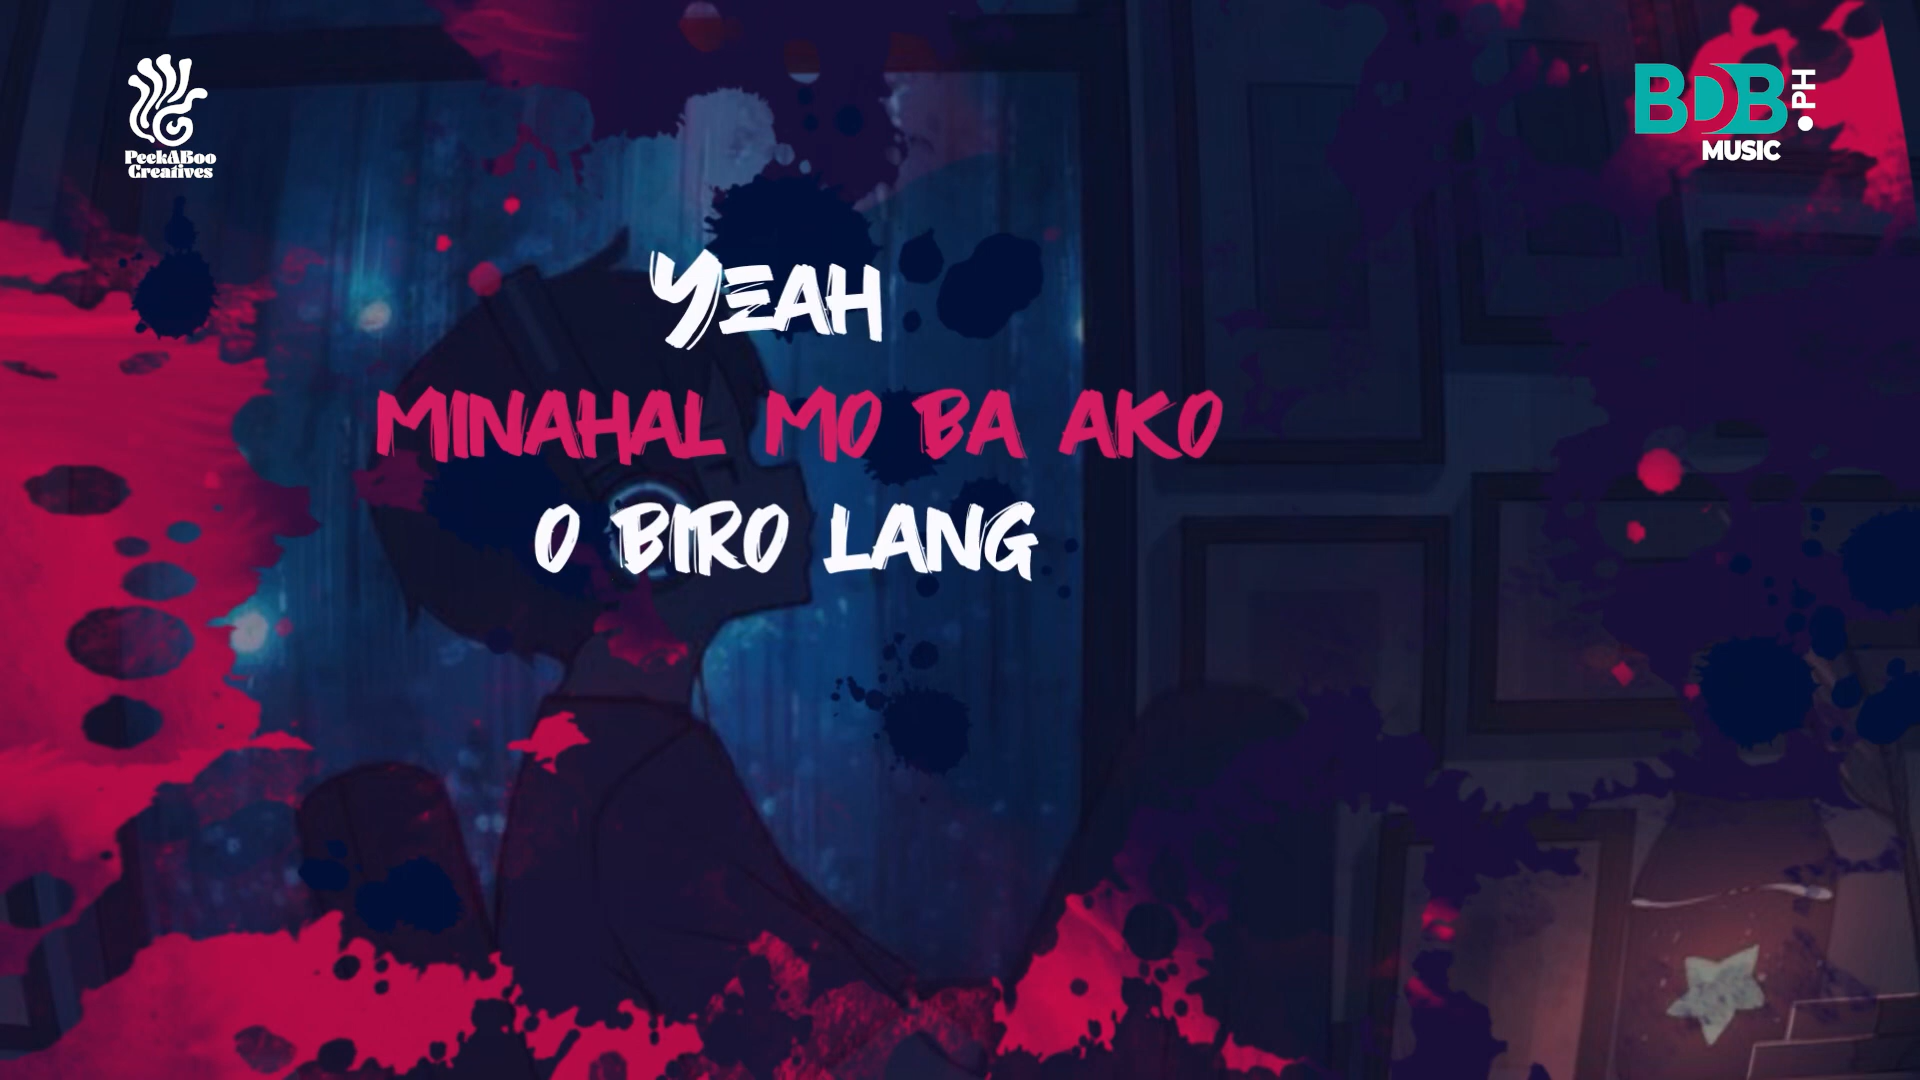 PeekABoo
Creatives
BDB.PH
MUSIC
YEAH
MINAHAL MO BA AKO
O BIRO LANG